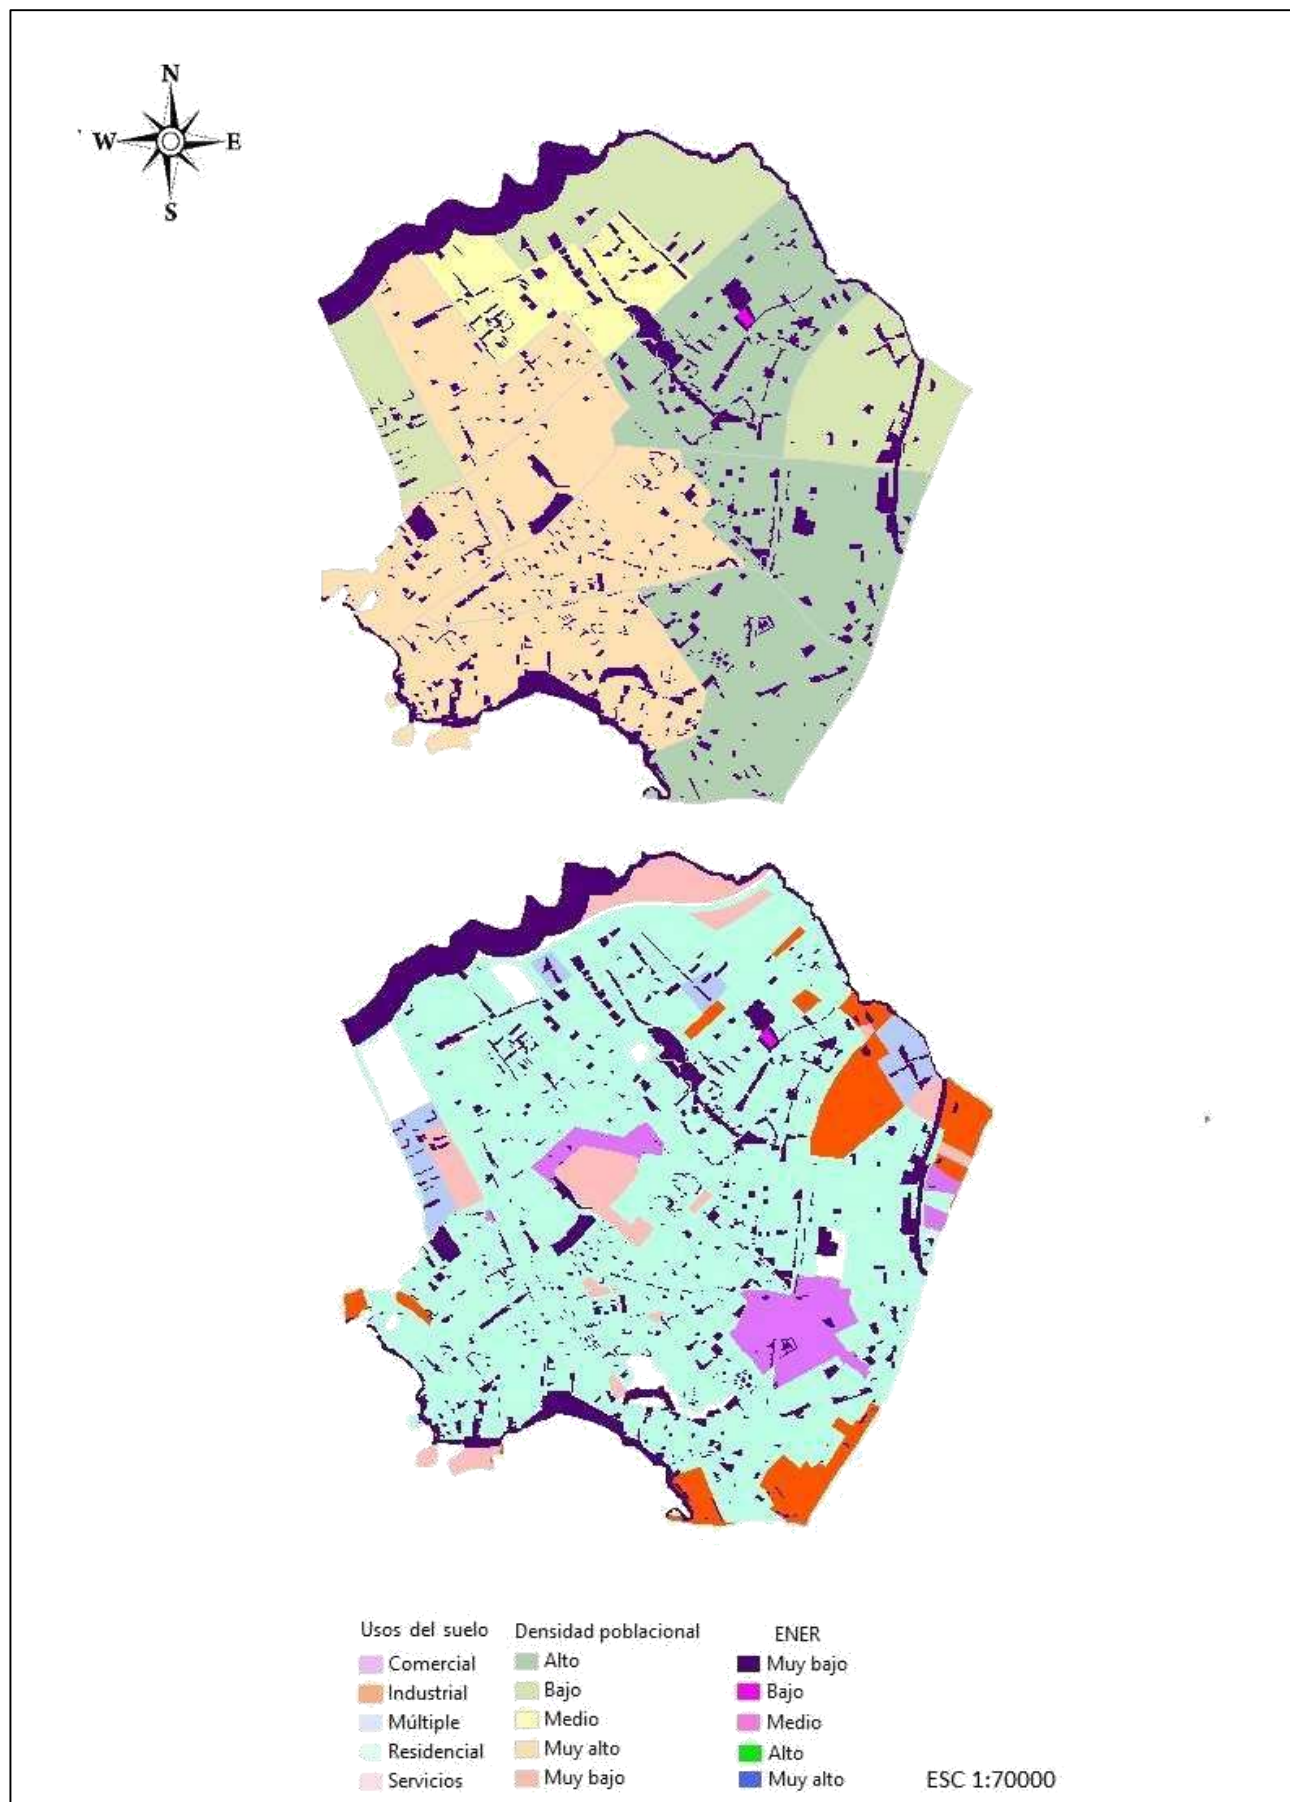 N
W E
S
Usos del suelo
Comercial
Industrial
Múltiple
Residencial
Servicios
Densidad poblacional
Alto
Bajo
Medio
Muy alto
Muy bajo
ENER
Muy bajo
Bajo
Medio
Alto
Muy alto
ESC 1:70000